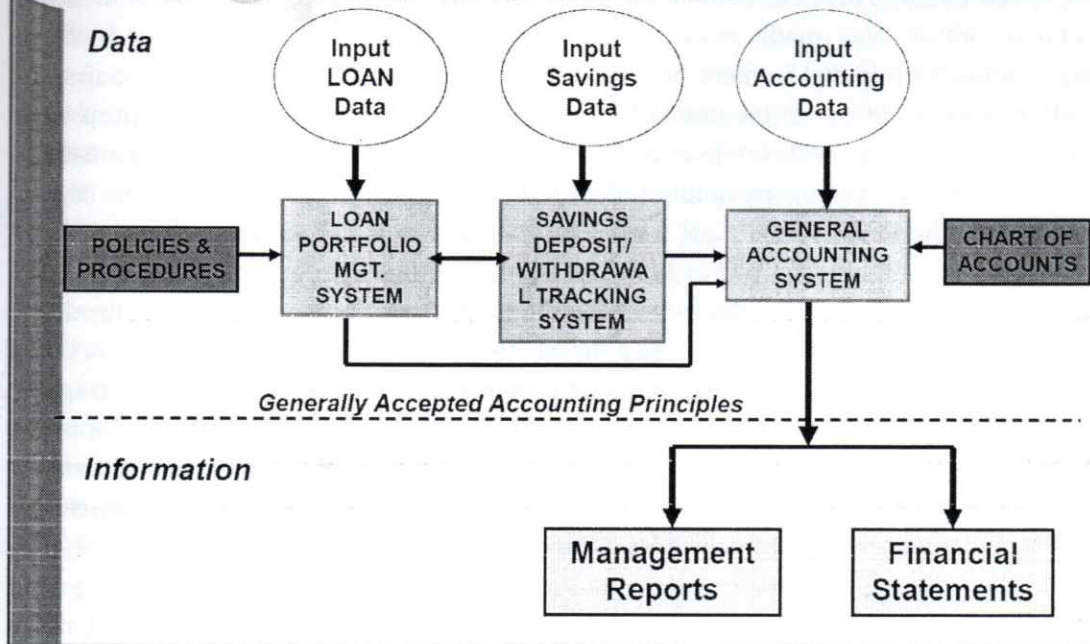 Data
Input
LOAN
Data
Input
Savings
Data
Input
Accounting
Data
POLICIES &
PROCEDURES
LOAN
PORTFOLIO
MGT.
SYSTEM
SAVINGS
DEPOSIT/
WITHDRAWA
L TRACKING
SYSTEM
GENERAL
ACCOUNTING
SYSTEM
CHART OF
ACCOUNTS
Generally Accepted Accounting Principles
Information
Management
Reports
Financial
Statements